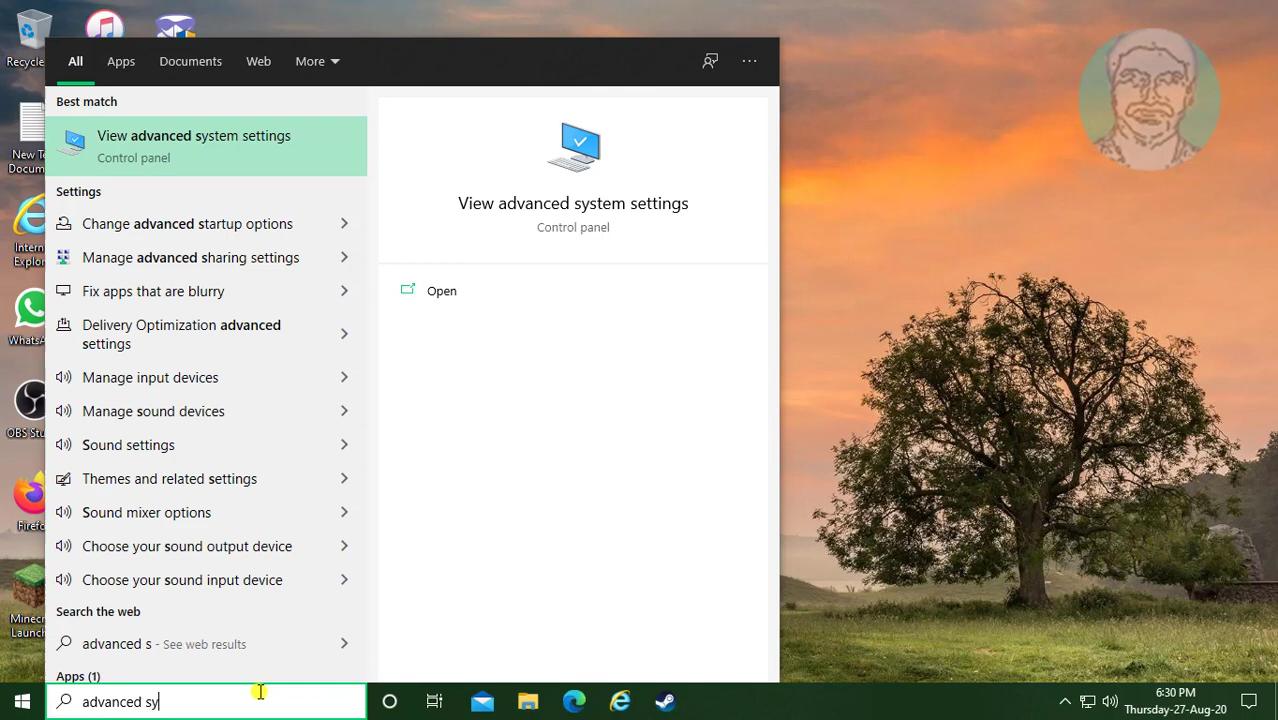 Recycle
New Te
Docum
Intern
Explor
WhatsA
OBS Stu
Firef
Minecr
Launch
All
Apps
Documents
Web
More
Best match
View advanced system settings
Control panel
Settings
Change advanced startup options
Manage advanced sharing settings
Fix apps that are blurry
Delivery Optimization advanced
settings
Manage input devices
Manage sound devices
Sound settings
Themes and related settings
Sound mixer options
Choose your sound output device
Choose your sound input device
Search the web
advanced s - See web results
Apps (1)
View advanced system settings
Control panel
Open
advanced sy
6:30 PM
Thursday-27-Aug-20